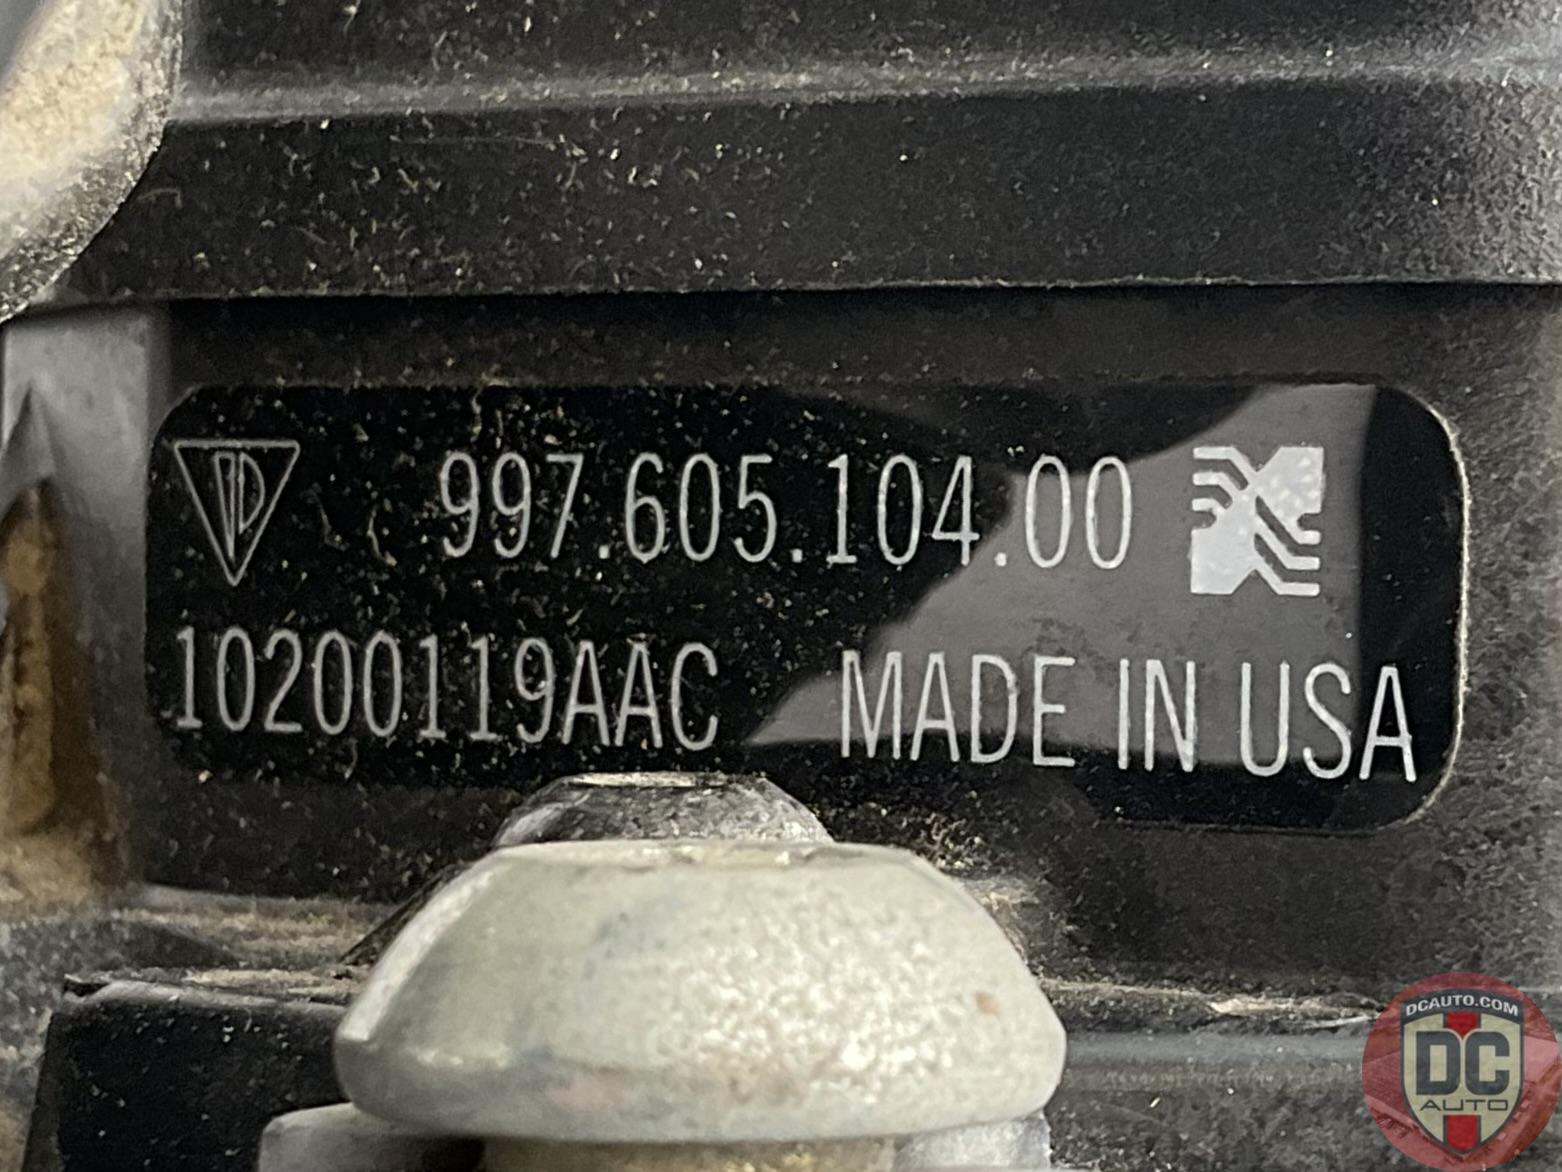 997.605.104.00
10200119AAC MADE IN USA
DCAUTO.COM
DC
AUTO